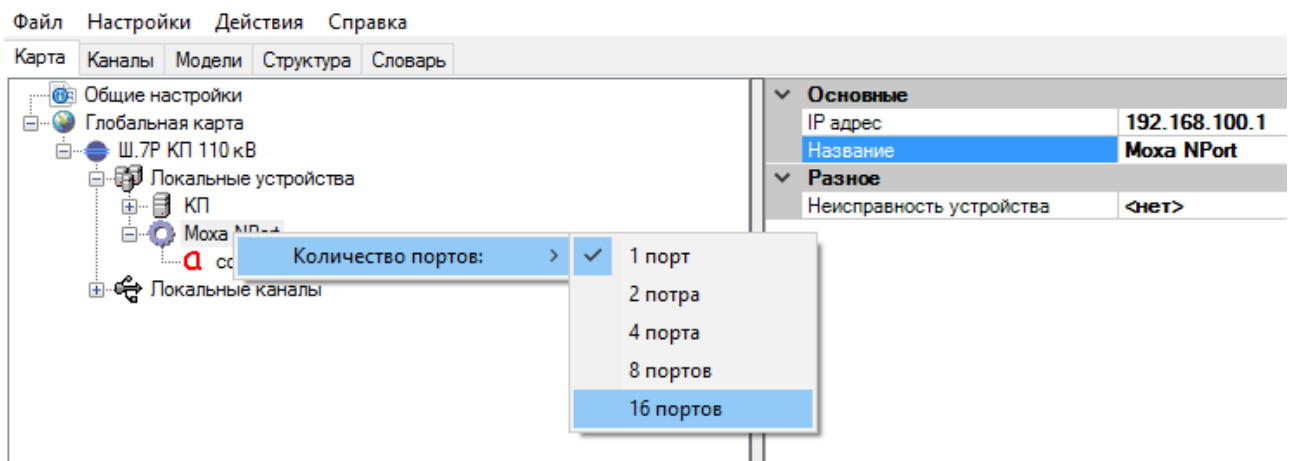 Файл Настройки Действия Справка
Карта Каналы Модели Структура Словарь
Общие настройки
Глобальная карта
Ш.7Р КП 110 кВ
Локальные устройства
КП
Moxa
Локальные каналы
Количество портов:
1 порт
2 потра
4 порта
8 портов
16 портов
Основные
IP адрес 192.168.100.1
Название Moxa NPort
Разное
Неисправность устройства <нет>